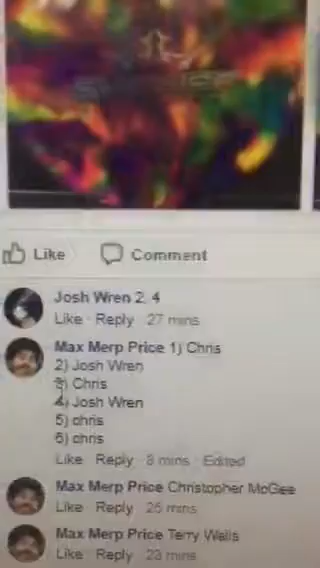 Like Comment
Josh Wren 2, 4
Like · Reply · 27 mins
Max Merp Price 1) Chris
2) Josh Wren
3) Chris
4) Josh Wren
5) chris
6) chris
Like · Reply · 8 mins · Edited
Max Merp Price Christopher McGee
Like · Reply · 25 mins
Max Merp Price Terry Walls
Like · Reply · 23 mins